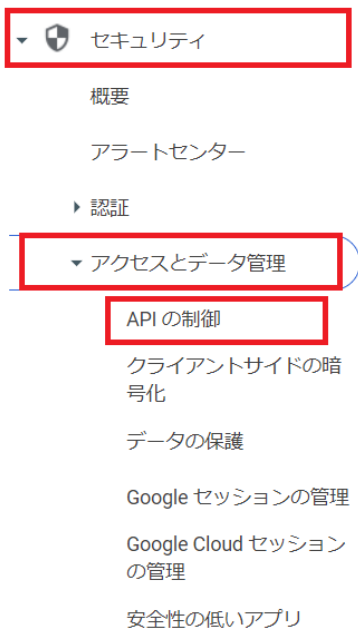 セキュリティ
概要
アラートセンター
認証
アクセスとデータ管理
API の制御
クライアントサイドの暗
号化
データの保護
Google セッションの管理
Google Cloud セッション
の管理
安全性の低いアプリ